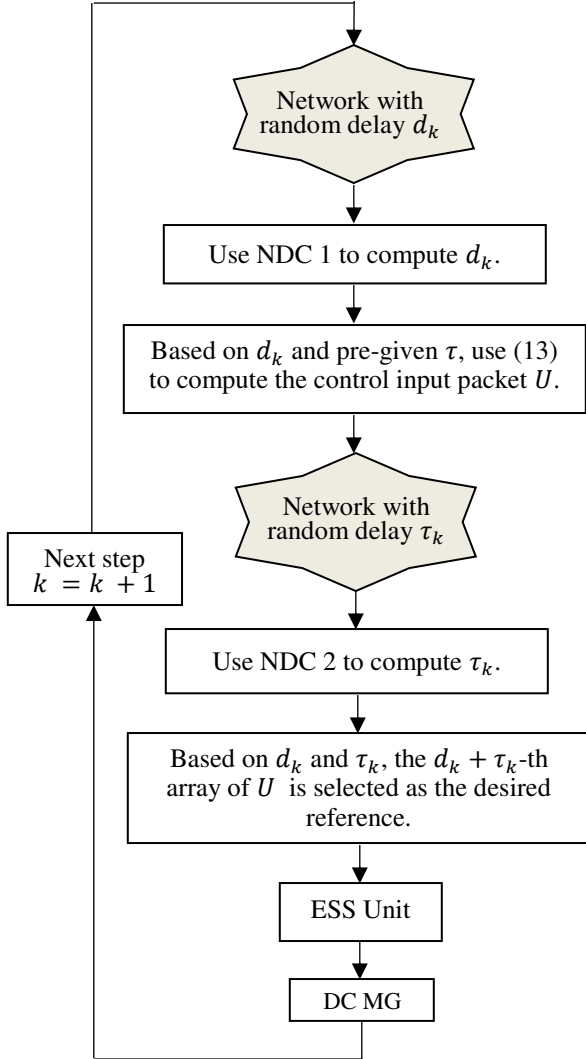 Network with
random delay d_k
Use NDC 1 to compute d_k.
Based on d_k and pre-given τ, use (13)
to compute the control input packet U.
Network with
random delay τ_k
Next step
k = k + 1
Use NDC 2 to compute τ_k.
Based on d_k and τ_k, the d_k + τ_k-th
array of U is selected as the desired
reference.
ESS Unit
DC MG